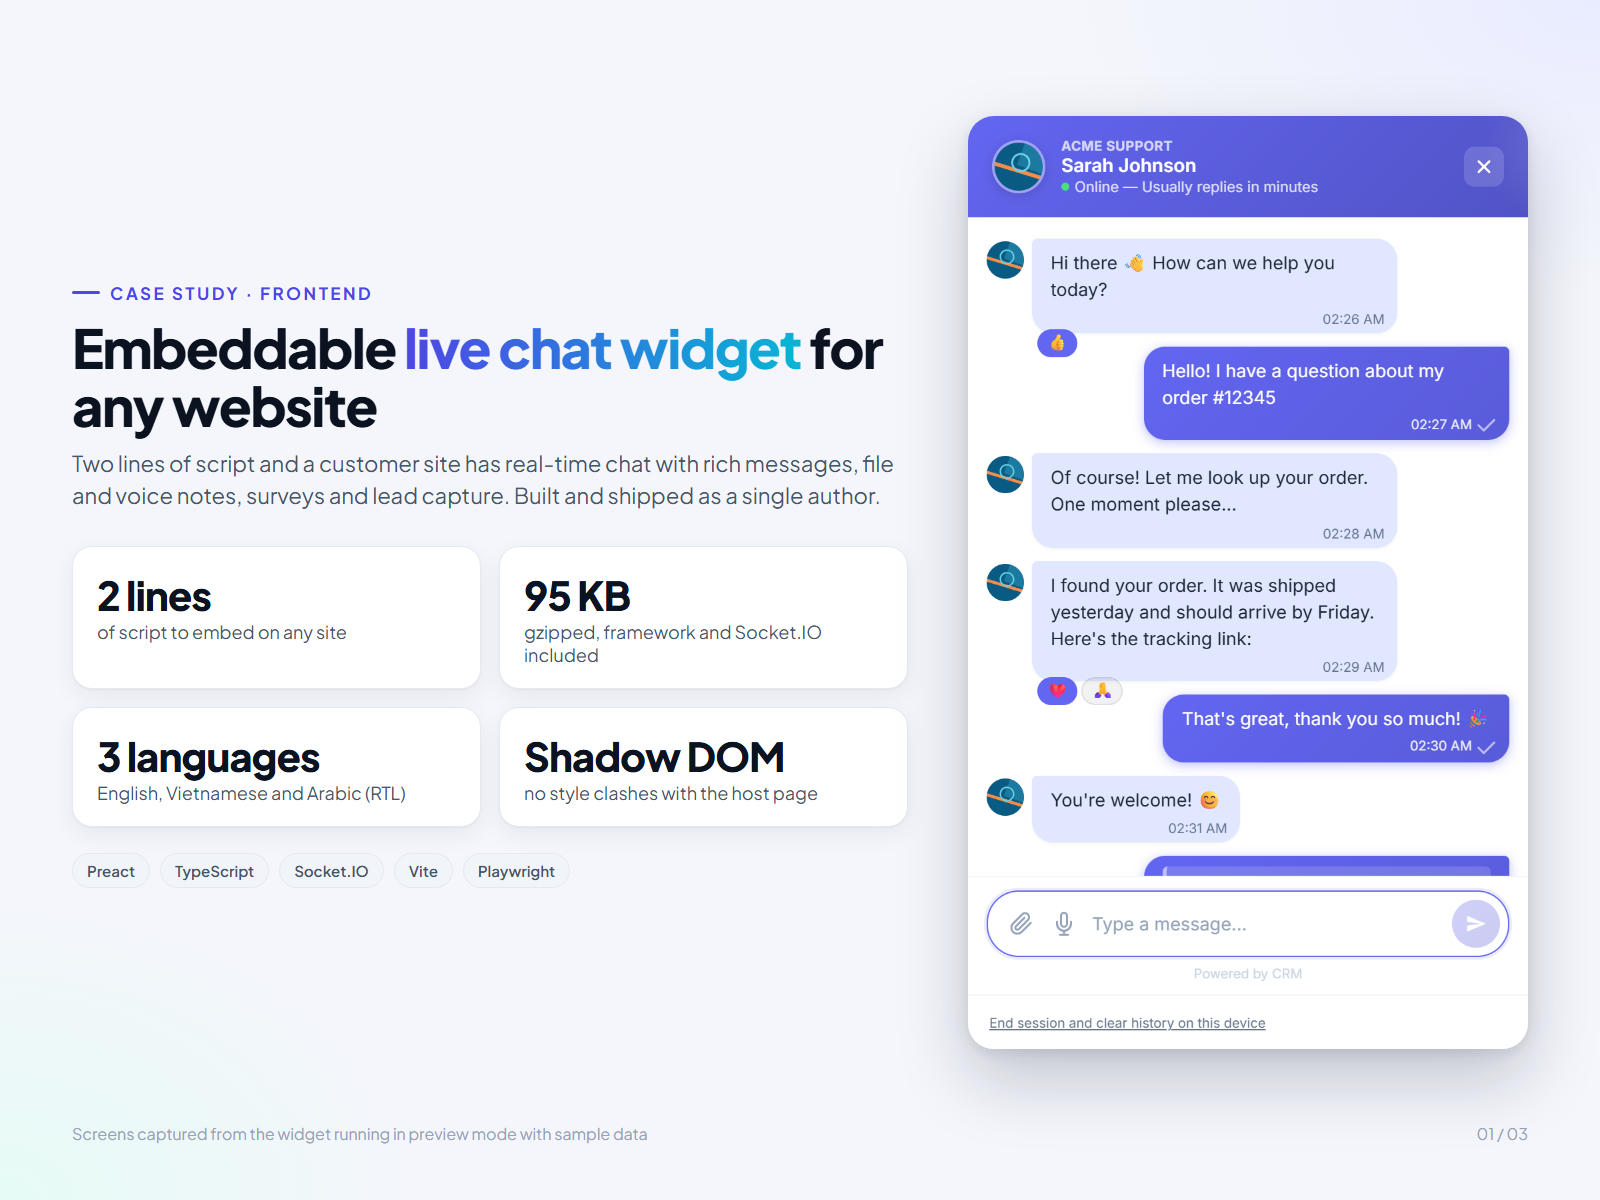 CASE STUDY · FRONTEND
Embeddable live chat widget for
any website
Two lines of script and a customer site has real-time chat with rich messages, file
and voice notes, surveys and lead capture. Built and shipped as a single author.
2 lines
of script to embed on any site
95 KB
gzipped, framework and Socket.IO
included
3 languages
English, Vietnamese and Arabic (RTL)
Shadow DOM
no style clashes with the host page
Preact
TypeScript
Socket.IO
Vite
Playwright
ACME SUPPORT
Sarah Johnson
Online — Usually replies in minutes
Hi there 👋 How can we help you
today?
02:26 AM
👍
Hello! I have a question about my
order #12345
02:27 AM
Of course! Let me look up your order.
One moment please...
02:28 AM
I found your order. It was shipped
yesterday and should arrive by Friday.
Here's the tracking link:
02:29 AM
❤️ 🙏
That's great, thank you so much! 🎉
02:30 AM
You're welcome! 😊
02:31 AM
Type a message...
Powered by CRM
End session and clear history on this device
Screens captured from the widget running in preview mode with sample data
01 / 03